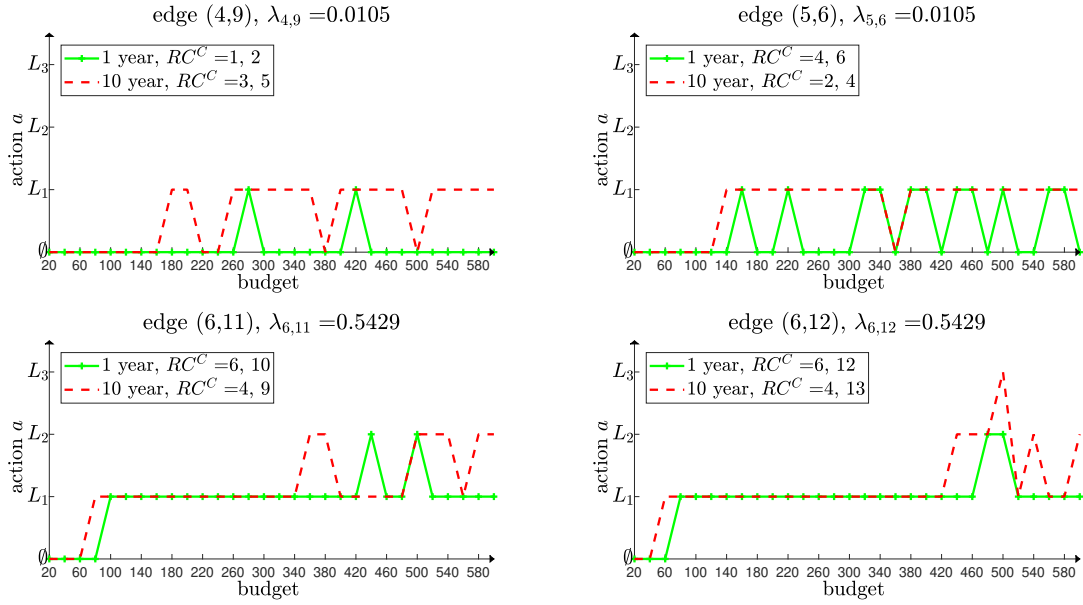 edge (4,9), λ4,9 =0.0105
1 year, RC^C =1, 2
10 year, RC^C =3, 5
action a
L3
L2
L1
∅
20 60 100 140 180 220 260 300 340 380 420 460 500 540 580
budget
edge (5,6), λ5,6 =0.0105
1 year, RC^C =4, 6
10 year, RC^C =2, 4
action a
L3
L2
L1
∅
20 60 100 140 180 220 260 300 340 380 420 460 500 540 580
budget
edge (6,11), λ6,11 =0.5429
1 year, RC^C =6, 10
10 year, RC^C =4, 9
action a
L3
L2
L1
∅
20 60 100 140 180 220 260 300 340 380 420 460 500 540 580
budget
edge (6,12), λ6,12 =0.5429
1 year, RC^C =6, 12
10 year, RC^C =4, 13
action a
L3
L2
L1
∅
20 60 100 140 180 220 260 300 340 380 420 460 500 540 580
budget